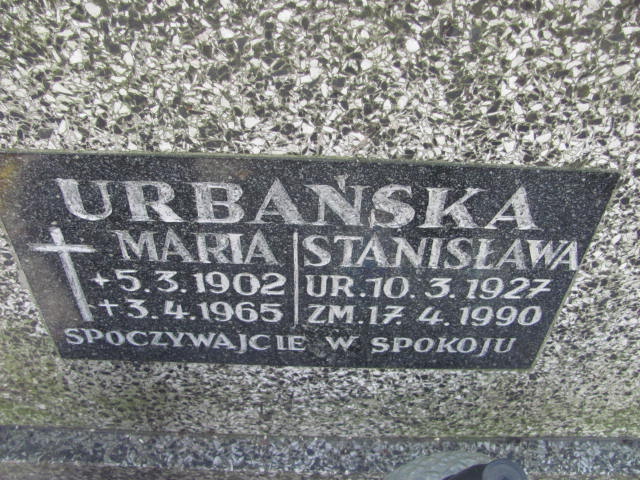 URBAŃSKA
MARIA STANISŁAWA
+5.3.1902 UR.10.3.1927
+3.4.1965 ZM.17.4.1990
SPOCZYWAJCIE W SPOKOJU